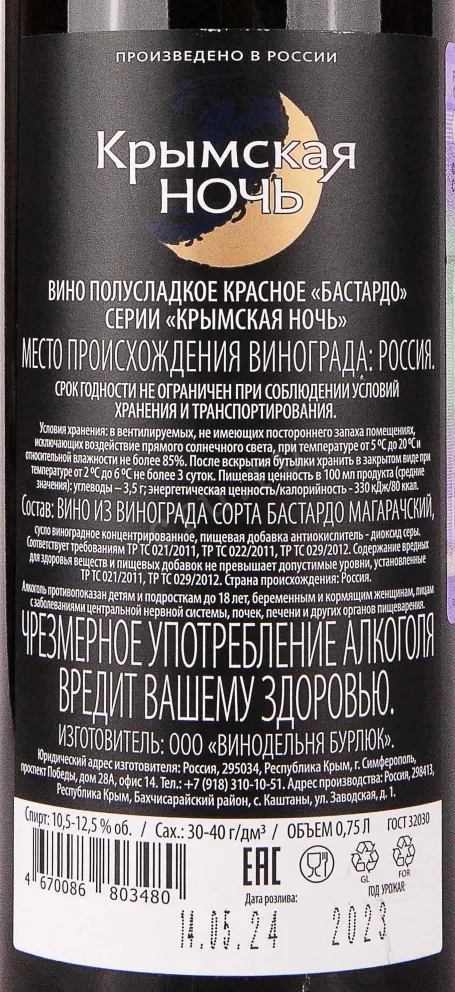 ПРОИЗВЕДЕНО В РОССИИ
Крымская
НОЧЬ
ВИНО ПОЛУСЛАДКОЕ КРАСНОЕ «БАСТАРДО»
СЕРИИ «КРЫМСКАЯ НОЧЬ»
МЕСТО ПРОИСХОЖДЕНИЯ ВИНОГРАДА: РОССИЯ.
СРОК ГОДНОСТИ НЕ ОГРАНИЧЕН ПРИ СОБЛЮДЕНИИ УСЛОВИЙ
ХРАНЕНИЯ И ТРАНСПОРТИРОВАНИЯ.
Условия хранения: в вентилируемых, не имеющих постороннего запаха помещениях,
исключающих воздействие прямого солнечного света, при температуре от 5 ºС до 20 ºС и
относительной влажности не более 85%. После вскрытия бутылки хранить в закрытом виде при
температуре от 2 ºС до 6 ºС не более 3 суток. Пищевая ценность в 100 мл продукта (средние
значения): углеводы – 3,5 г; энергетическая ценность/калорийность - 330 кДж/80 ккал.
Состав: ВИНО ИЗ ВИНОГРАДА СОРТА БАСТАРДО МАГАРАЧСКИЙ,
сусло виноградное концентрированное, пищевая добавка антиокислитель - диоксид серы.
Соответствует требованиям ТР ТС 021/2011, ТР ТС 022/2011, ТР ТС 029/2012. Содержание вредных
для здоровья веществ и пищевых добавок не превышает допустимые уровни, установленные
ТР ТС 021/2011, ТР ТС 029/2012. Страна происхождения: Россия.
Алкоголь противопоказан детям и подросткам до 18 лет, беременным и кормящим женщинам, лицам
с заболеваниями центральной нервной системы, почек, печени и других органов пищеварения.
ЧРЕЗМЕРНОЕ УПОТРЕБЛЕНИЕ АЛКОГОЛЯ
ВРЕДИТ ВАШЕМУ ЗДОРОВЬЮ.
ИЗГОТОВИТЕЛЬ: ООО «ВИНОДЕЛЬНЯ БУРЛЮК».
Юридический адрес изготовителя: Россия, 295034, Республика Крым, г. Симферополь,
проспект Победы, дом 28А, офис 14. Тел.: +7 (918) 310-10-51. Адрес производства: Россия, 298413,
Республика Крым, Бахчисарайский район, с. Каштаны, ул. Заводская, д. 1.
Спирт: 10,5-12,5 % об. / Сах.: 30-40 г/дм³ / ОБЪЕМ 0,75 Л ГОСТ 32030
4 670086 803480
EAC
GL
FOR
Дата розлива:
ГОД УРОЖАЯ:
14.05.24
2023